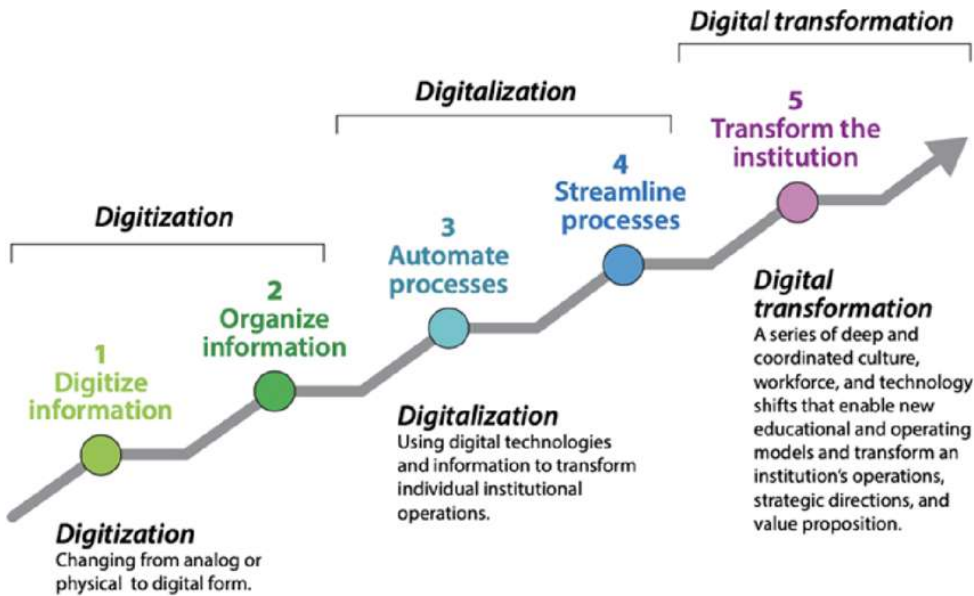 Digital transformation
Digitalization
5
Transform the
institution
4
Streamline
processes
Digitization
3
Automate
processes
2
Organize
information
1
Digitize
information
Digital
transformation
A series of deep and
coordinated culture,
workforce, and technology
shifts that enable new
educational and operating
models and transform an
institution's operations,
strategic directions, and
value proposition.
Digitalization
Using digital technologies
and information to transform
individual institutional
operations.
Digitization
Changing from analog or
physical to digital form.